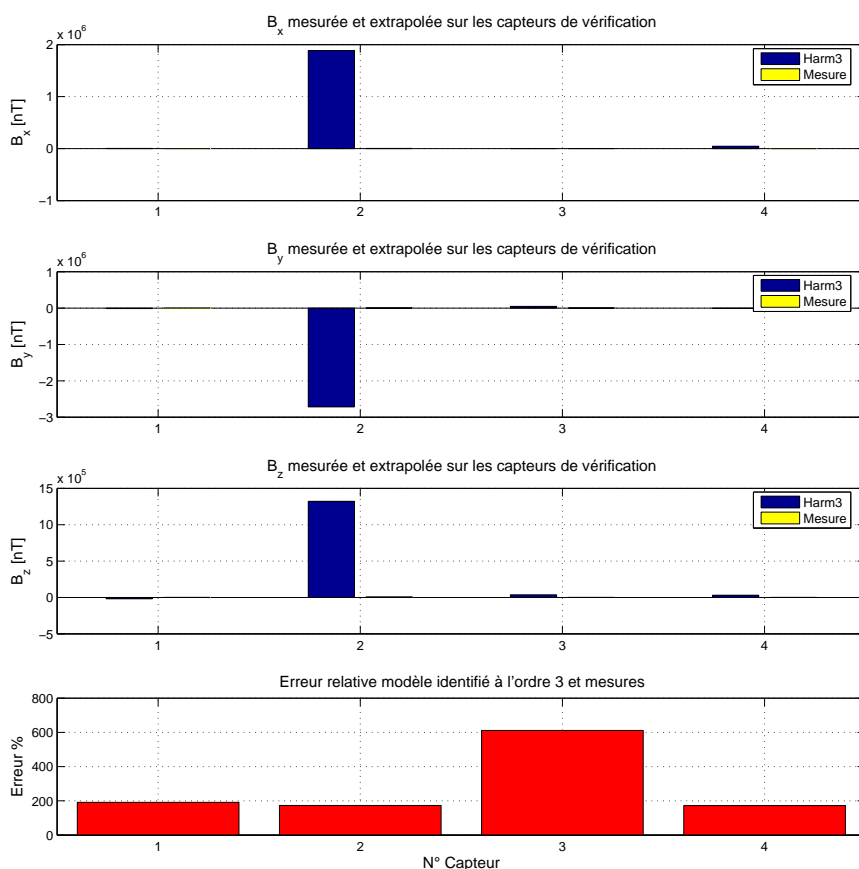 B_x mesurée et extrapolée sur les capteurs de vérification
x 10^6
2
1
0
−1
B_x [nT]
1 2 3 4
Harm3
Mesure
B_y mesurée et extrapolée sur les capteurs de vérification
x 10^6
1
0
−1
−2
−3
B_y [nT]
1 2 3 4
Harm3
Mesure
B_z mesurée et extrapolée sur les capteurs de vérification
x 10^5
15
10
5
0
−5
B_z [nT]
1 2 3 4
Harm3
Mesure
Erreur relative modèle identifié à l'ordre 3 et mesures
800
600
400
200
0
Erreur %
1 2 3 4
N° Capteur